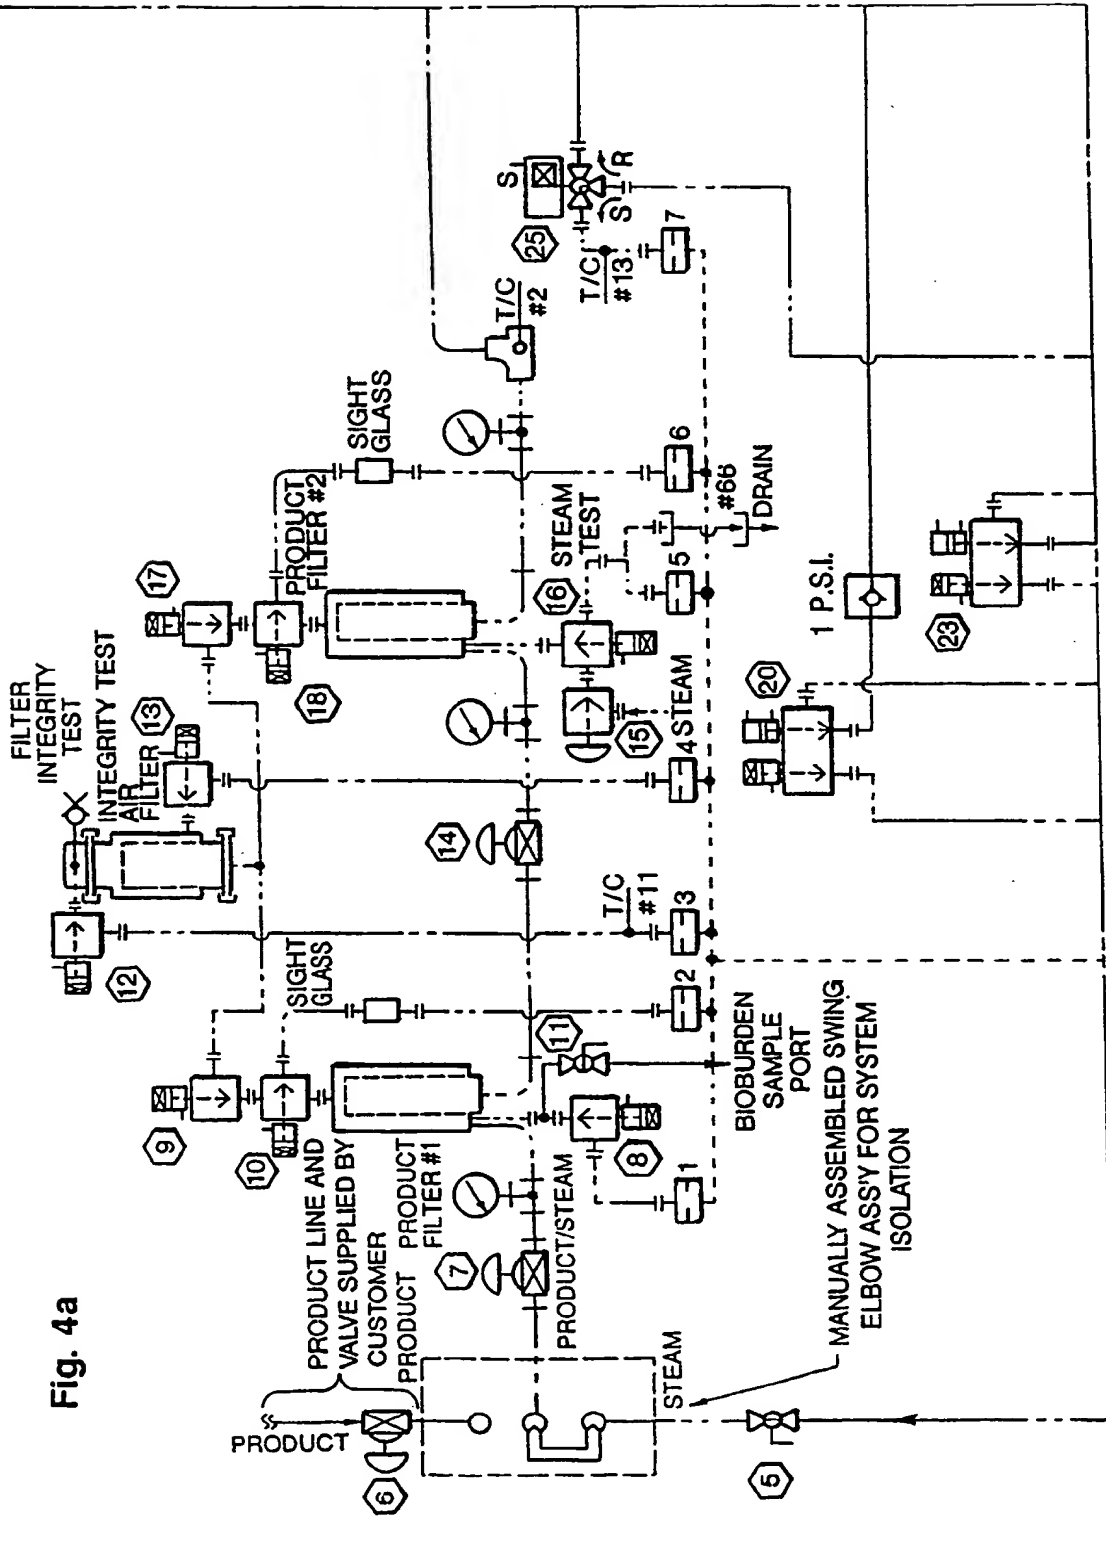 Fig. 4a
PRODUCT
PRODUCT LINE AND
VALVE SUPPLIED BY
CUSTOMER
PRODUCT
6
STEAM
5
MANUALLY ASSEMBLED SWING
ELBOW ASS'Y FOR SYSTEM
ISOLATION
7
PRODUCT/STEAM
PRODUCT
FILTER #1
9
10
8
11
1
BIOBURDEN
SAMPLE
PORT
SIGHT
GLASS
2
12
T/C
#11
3
FILTER
INTEGRITY
TEST
INTEGRITY TEST
AIR
FILTER
13
14
4
STEAM
15
16
STEAM
TEST
5
17
18
PRODUCT
FILTER #2
SIGHT
GLASS
6
#66
DRAIN
T/C
#2
25
S
S
R
T/C
#13
7
20
1 P.S.I.
23